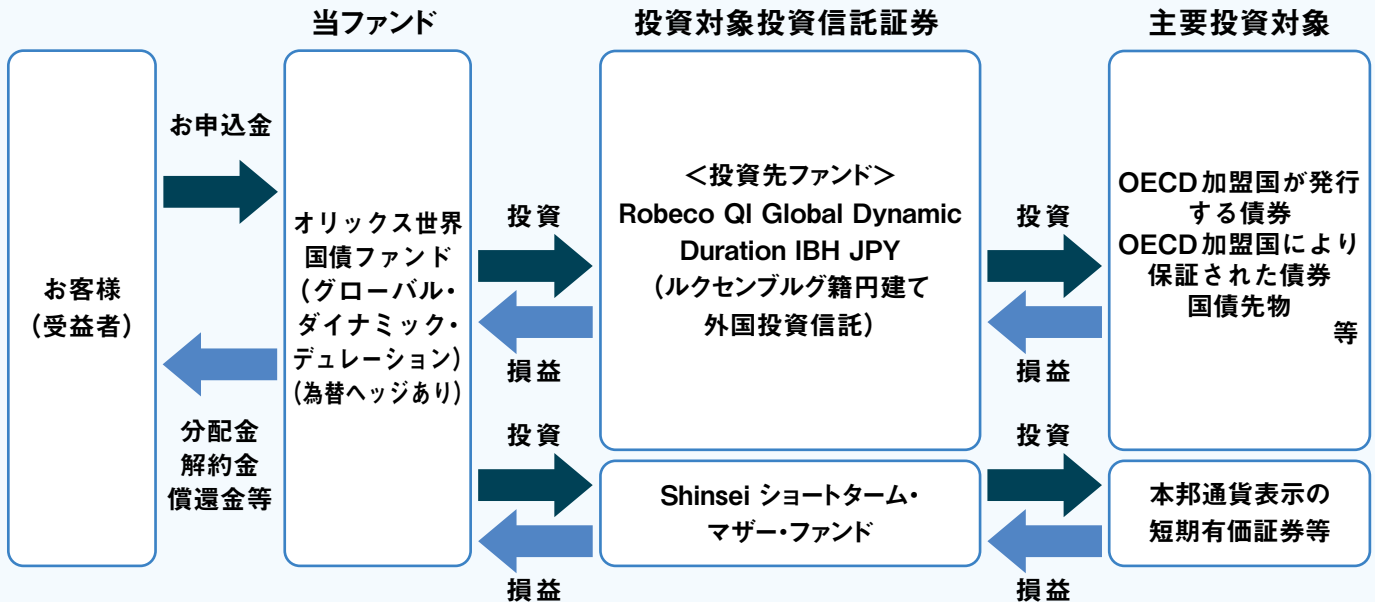 当ファンド
投資対象投資信託証券
主要投資対象
お客様
(受益者)
お申込金
分配金
解約金
償還金等
オリックス世界
国債ファンド
(グローバル・
ダイナミック・
デュレーション)
(為替ヘッジあり)
投資
損益
投資
損益
<投資先ファンド>
Robeco QI Global Dynamic
Duration IBH JPY
(ルクセンブルグ籍円建て
外国投資信託)
Shinsei ショートターム・
マザー・ファンド
投資
損益
投資
損益
OECD加盟国が発行
する債券
OECD加盟国により
保証された債券
国債先物
等
本邦通貨表示の
短期有価証券等